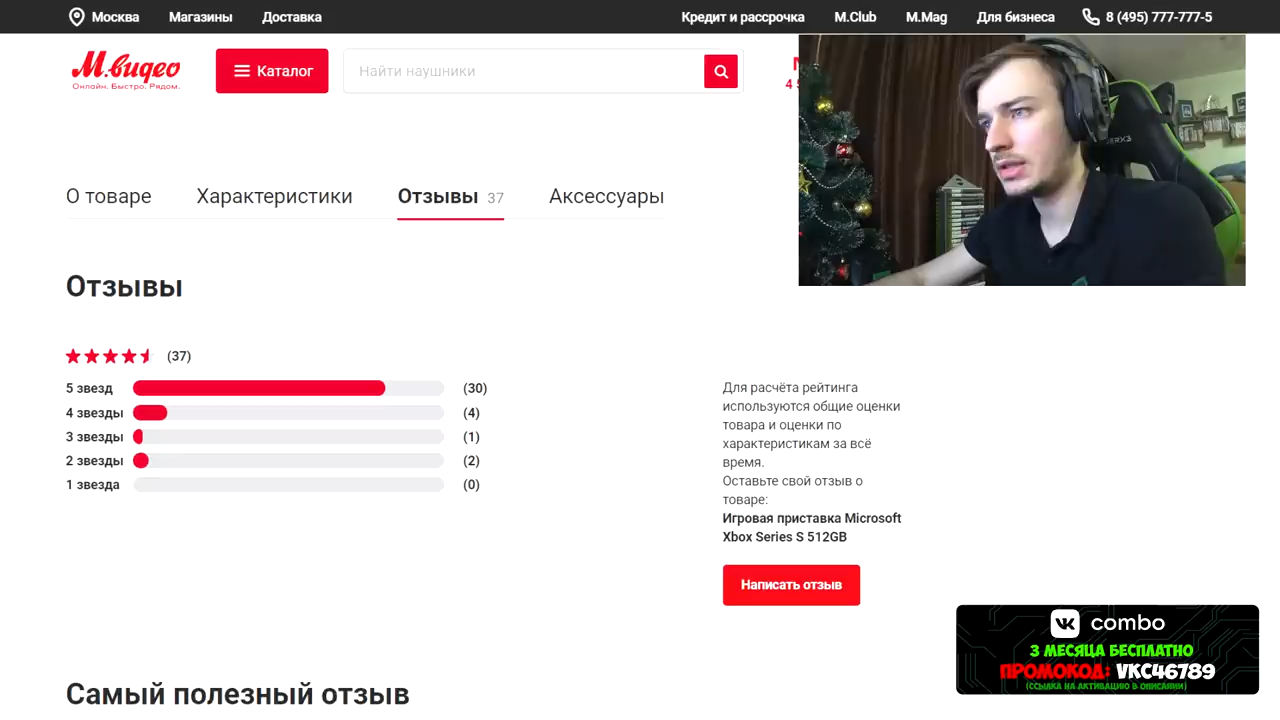 Москва Магазины Доставка Кредит и рассрочка M.Club M.Mag Для бизнеса 8 (495) 777-777-5
М.видео
Онлайн. Быстро. Рядом.
Каталог
Найти наушники
О товаре Характеристики Отзывы 37 Аксессуары
Отзывы
(37)
5 звезд (30)
4 звезды (4)
3 звезды (1)
2 звезды (2)
1 звезда (0)
Для расчёта рейтинга
используются общие оценки
товара и оценки по
характеристикам за всё
время.
Оставьте свой отзыв о
товаре:
Игровая приставка Microsoft
Xbox Series S 512GB
Написать отзыв
combo
3 МЕСЯЦА БЕСПЛАТНО
ПРОМОКОД: VKC46789
(ССЫЛКА НА АКТИВАЦИЮ В ОПИСАНИИ)
Самый полезный отзыв